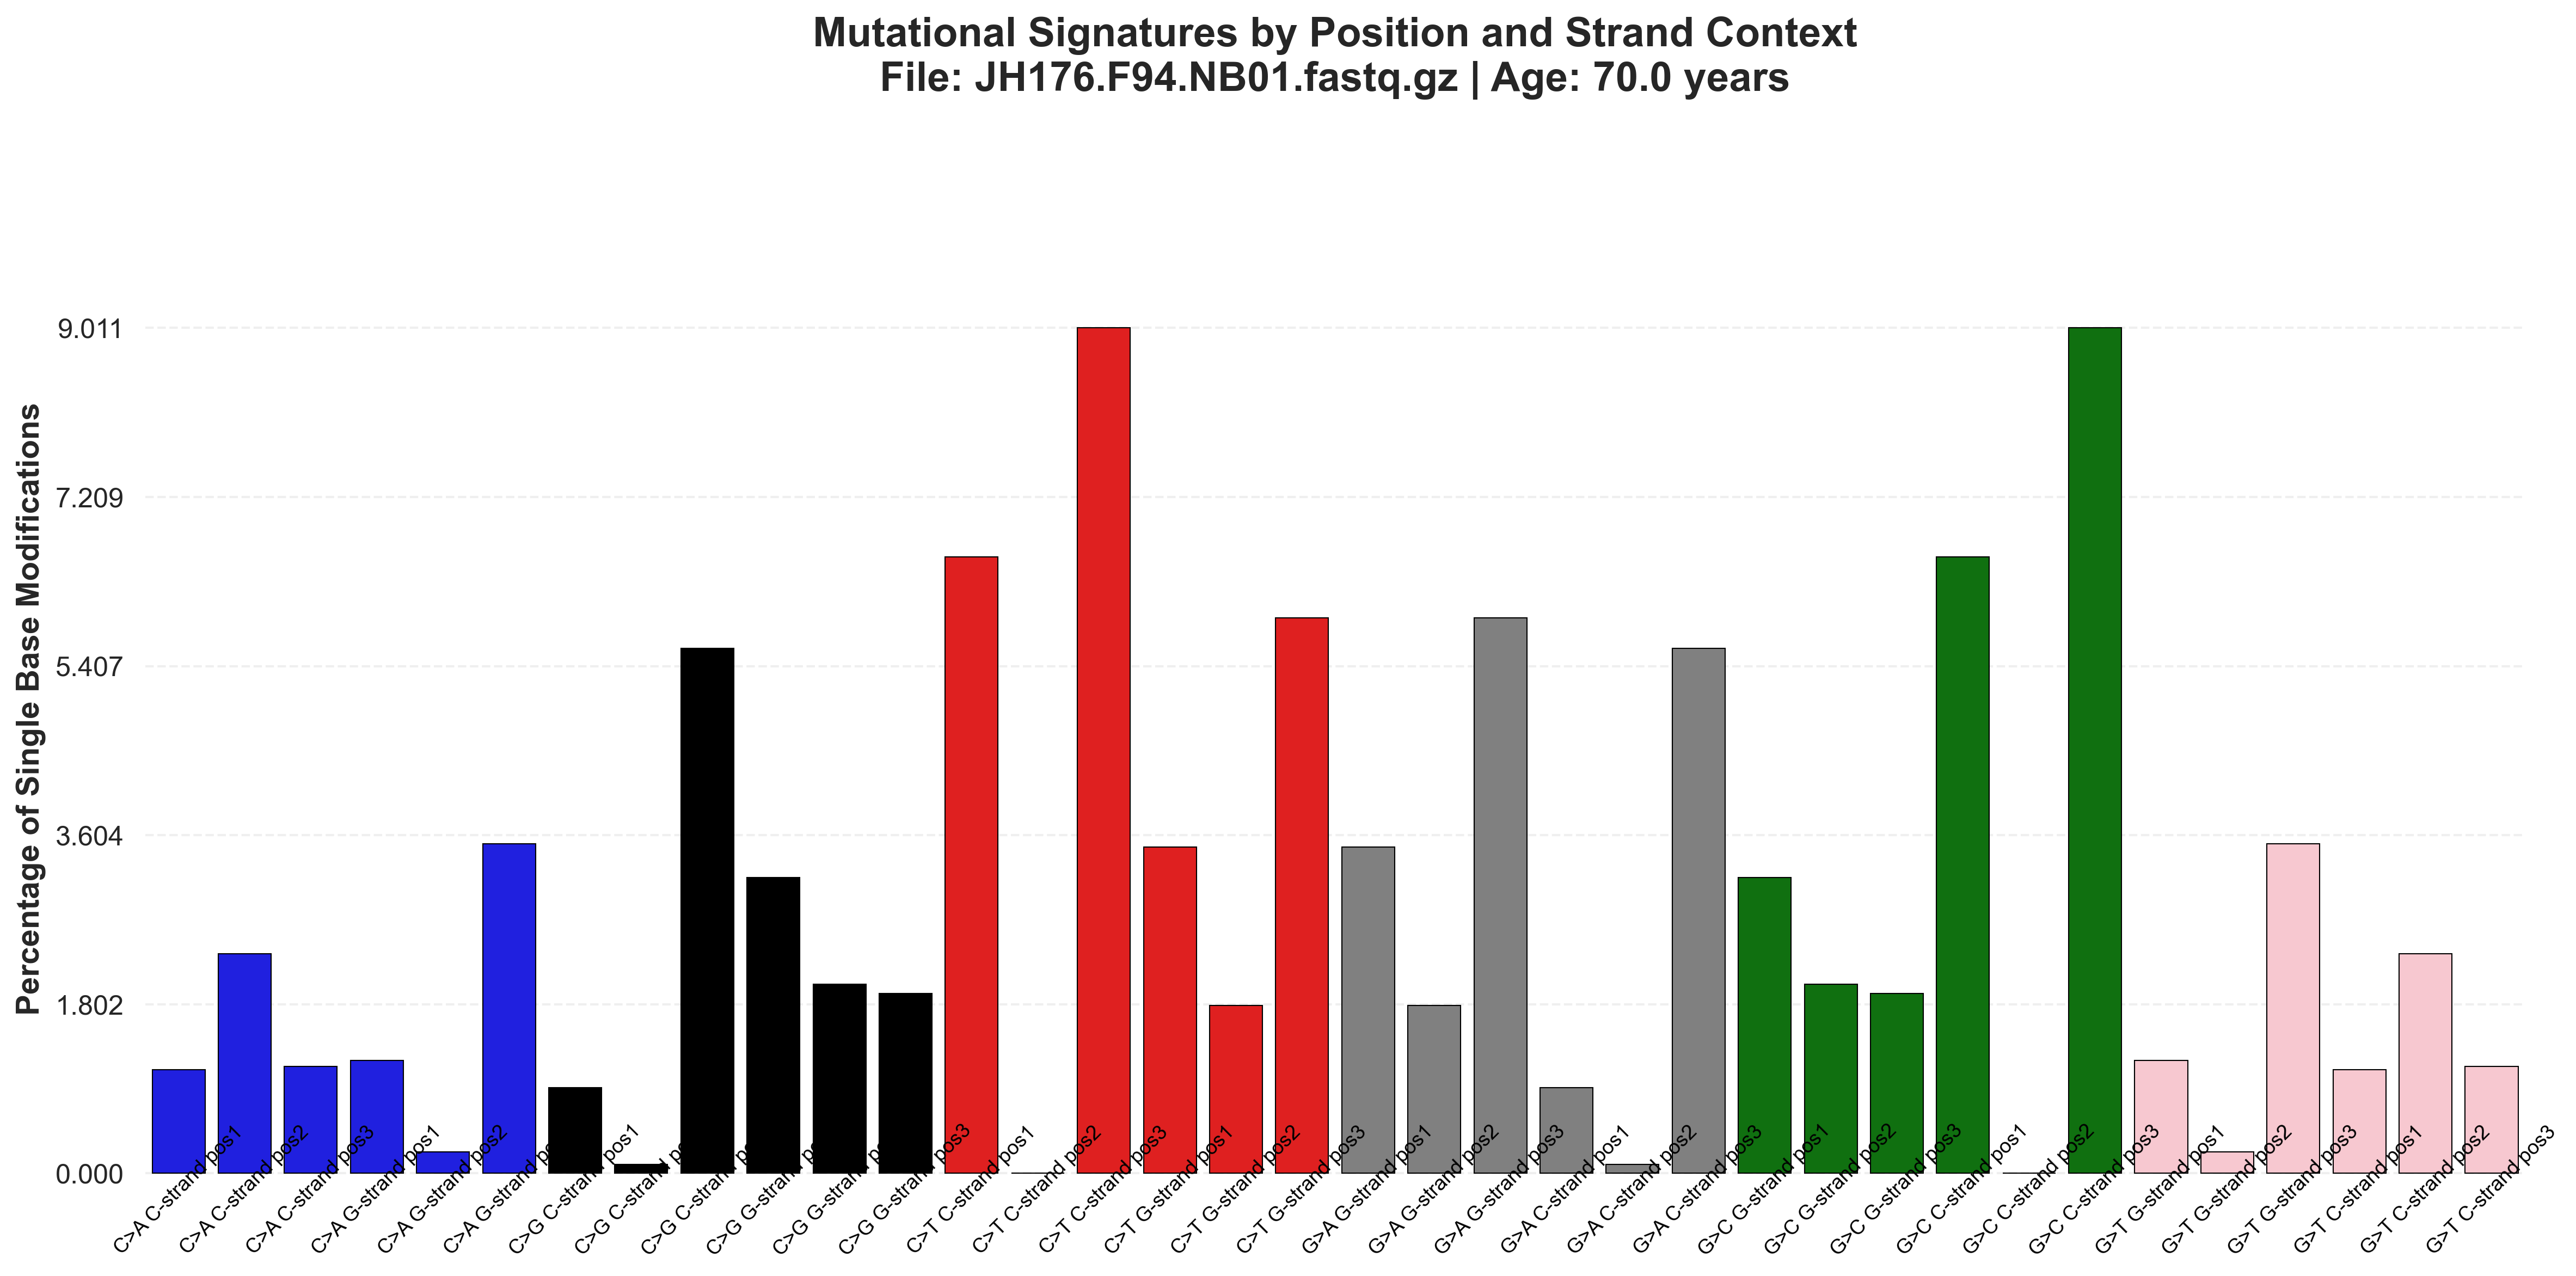 Mutational Signatures by Position and Strand Context
File: JH176.F94.NB01.fastq.gz | Age: 70.0 years
Percentage of Single Base Modifications
9.011
7.209
5.407
3.604
1.802
0.000
C>A C-strand pos1
C>A C-strand pos2
C>A C-strand pos3
C>A G-strand pos1
C>A G-strand pos2
C>A G-strand po
C>G C-strand pos1
C>G C-strand po
C>G C-strand po
C>G G-strand po
C>G G-strand po
C>G G-strand pos3
C>T C-strand pos1
C>T C-strand pos2
C>T C-strand pos3
C>T G-strand pos1
C>T G-strand pos2
C>T G-strand pos3
G>A G-strand pos1
G>A G-strand pos2
G>A G-strand pos3
G>A C-strand pos1
G>A C-strand pos2
G>A C-strand pos3
G>C G-strand pos1
G>C G-strand pos2
G>C G-strand pos3
G>C C-strand pos1
G>C C-strand pos2
G>C C-strand pos3
G>T G-strand pos1
G>T G-strand pos2
G>T G-strand pos3
G>T C-strand pos1
G>T C-strand pos2
G>T C-strand pos3